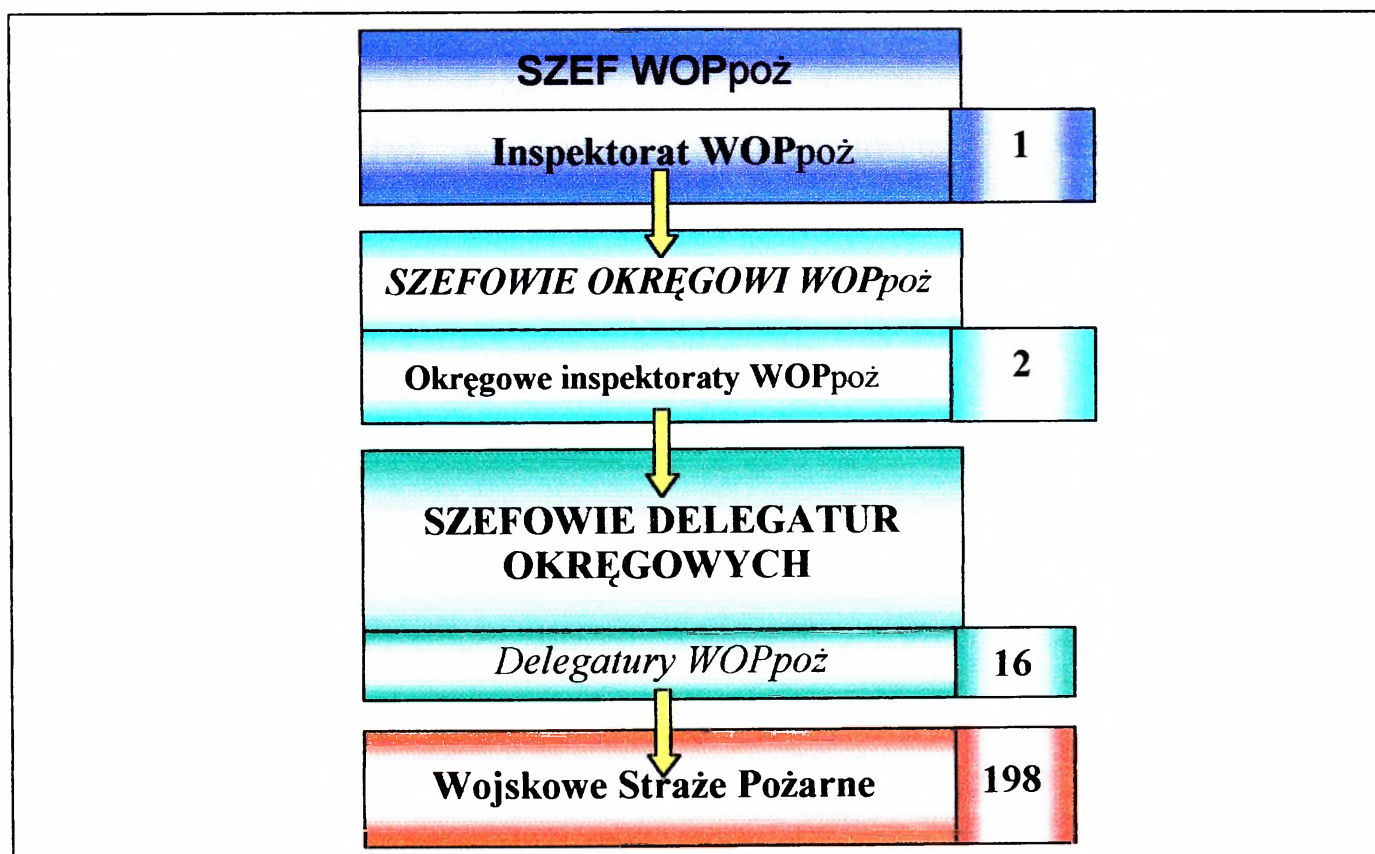 SZEF WOPpoż
Inspektorat WOPpoż 1
SZEFOWIE OKRĘGOWI WOPpoż
Okręgowe inspektoraty WOPpoż 2
SZEFOWIE DELEGATUR
OKRĘGOWYCH
Delegatury WOPpoż 16
Wojskowe Straże Pożarne 198